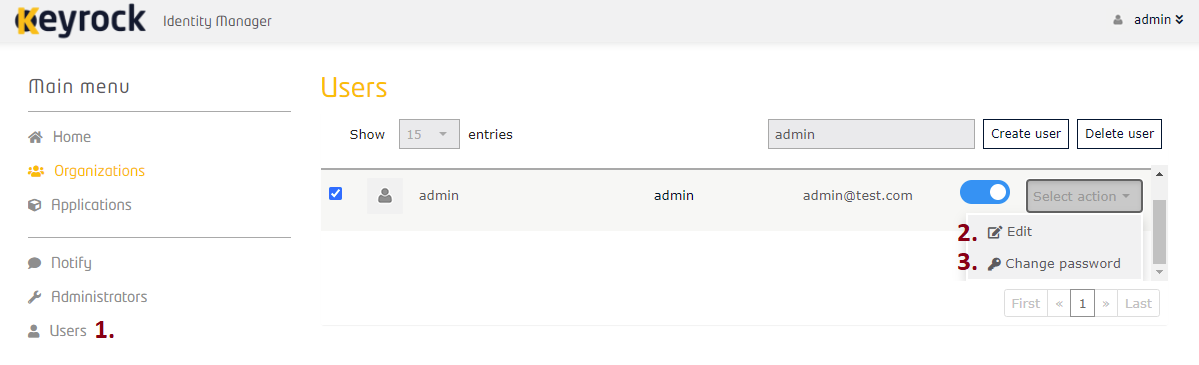 Keyrock Identity Manager admin
Main menu
Home
Organizations
Applications
Notify
Administrators
Users 1.
Users
Show 15 entries admin Create user Delete user
admin admin admin@test.com Select action
2. Edit
3. Change password
First « 1 » Last